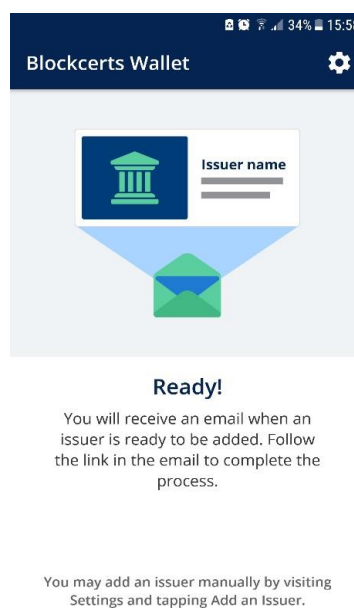 34% 15:58
Blockcerts Wallet
Issuer name
Ready!
You will receive an email when an
issuer is ready to be added. Follow
the link in the email to complete the
process.
You may add an issuer manually by visiting
Settings and tapping Add an Issuer.